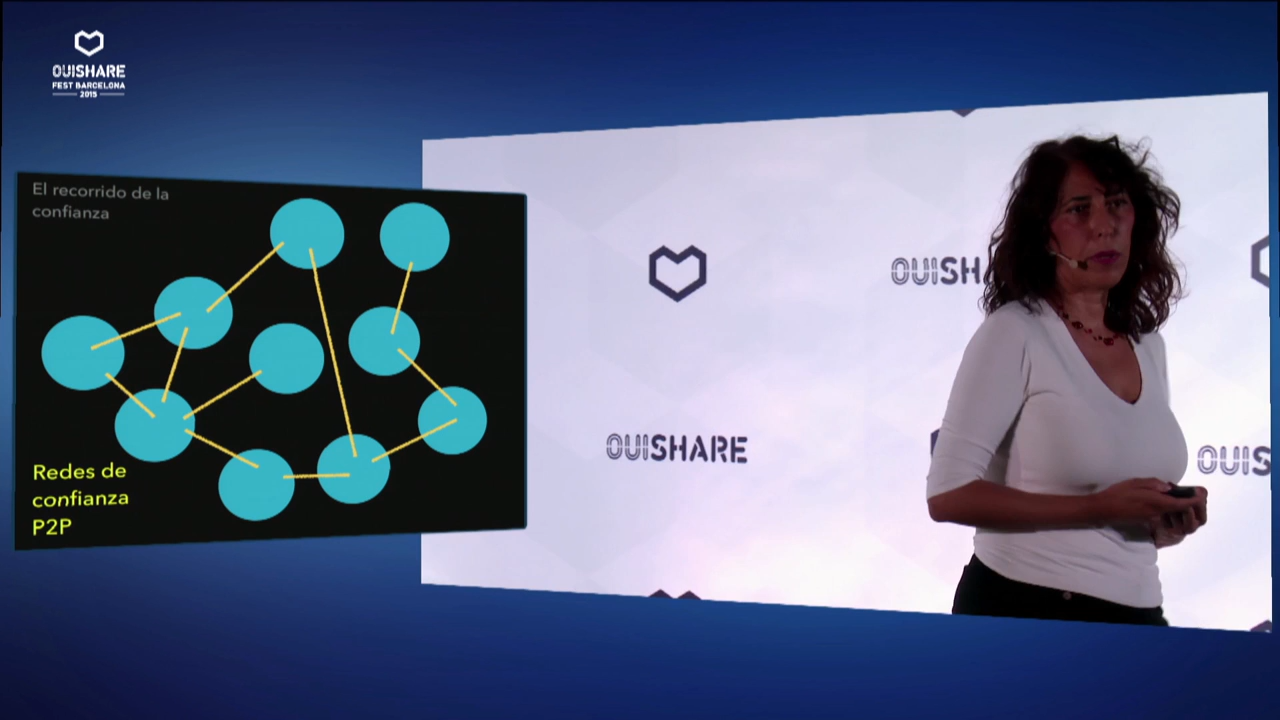 OUISHARE
FEST BARCELONA
2015
El recorrido de la
confianza
Redes de
confianza
P2P
OUISH
OUISHARE
OUIS